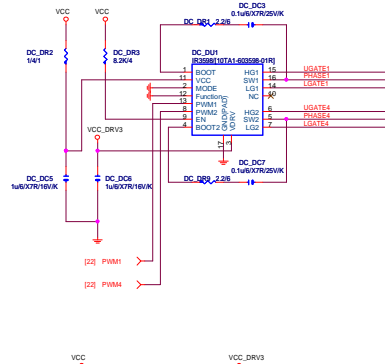 VCC
VCC
DC_DC3
0.1u/6/X7R/25V/K
DC_DR1 2.2/6
DC_DU1
IR3598[10TA1-603598-01R]
DC_DR2
1/4/1
DC_DR3
8.2K/4
1 BOOT HG1 15 UGATE1
11 VCC SW1 16 PHASE1
2 MODE LG1 14 LGATE1
12 Function NC 10
13 PWM1
8 PWM2 HG2 6 UGATE4
9 EN SW2 5 PHASE4
4 BOOT2 LG2 7 LGATE4
GND(PAD)
VDRV
17
3
VCC_DRV3
DC_DC5
1u/6/X7R/16V/K
DC_DC6
1u/6/X7R/16V/K
DC_DC7
0.1u/6/X7R/25V/K
DC_DR9 2.2/6
[22] PWM1
[22] PWM4
VCC
VCC_DRV3